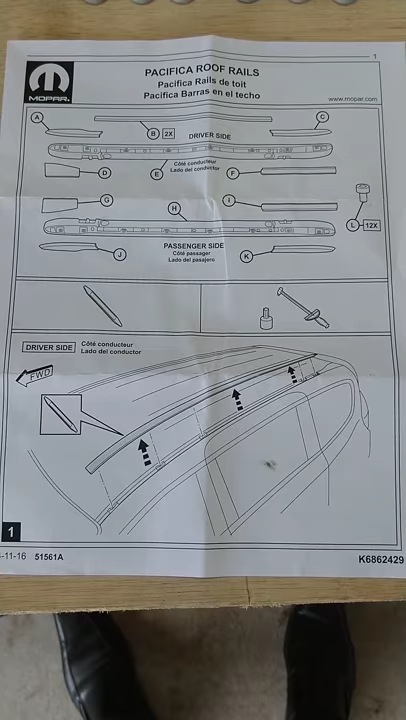 1
MOPAR.
PACIFICA ROOF RAILS
Pacifica Rails de toit
Pacifica Barras en el techo
www.mopar.com
A
B 2X
C
DRIVER SIDE
Côté conducteur
Lado del conductor
D
E
F
G
H
I
L 12X
PASSENGER SIDE
Côté passager
Lado del pasajero
J
K
DRIVER SIDE
Côté conducteur
Lado del conductor
FWD
1
-11-16 51561A
K6862429